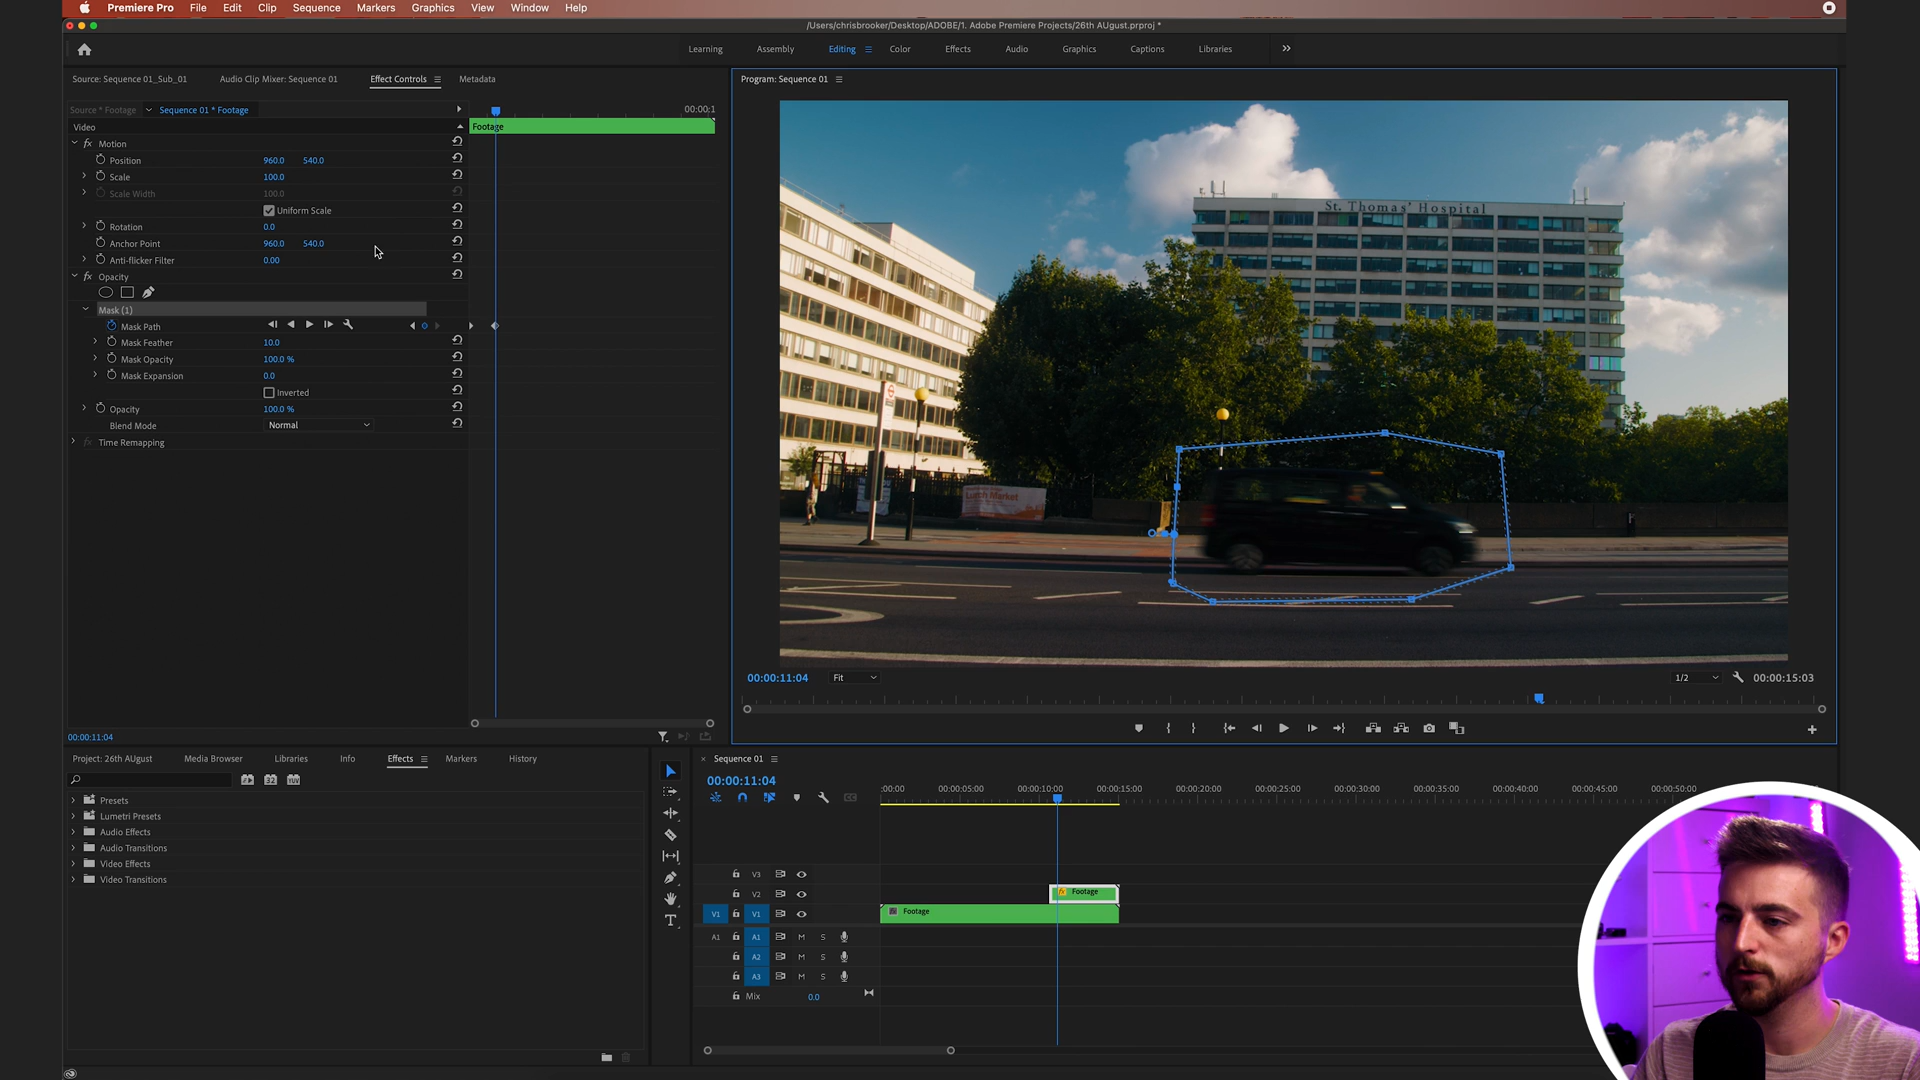 Premiere Pro File Edit Clip Sequence Markers Graphics View Window Help
/Users/chrisbrooker/Desktop/ADOBE/1. Adobe Premiere Projects/26th AUgust.prproj *
Learning Assembly Editing Color Effects Audio Graphics Captions Libraries
Source: Sequence 01_Sub_01 Audio Clip Mixer: Sequence 01 Effect Controls Metadata
Program: Sequence 01
Source * Footage Sequence 01 * Footage 00:00:1
Video Footage
fx Motion
Position 960.0 540.0
Scale 100.0
Scale Width 100.0
Uniform Scale
Rotation 0.0
Anchor Point 960.0 540.0
Anti-flicker Filter 0.00
fx Opacity
Mask (1)
Mask Path
Mask Feather 10.0
Mask Opacity 100.0 %
Mask Expansion 0.0
Inverted
Opacity 100.0 %
Blend Mode Normal
fx Time Remapping
St. Thomas' Hospital
Lunch Market
00:00:11:04 Fit 1/2 00:00:15:03
00:00:11:04
Project: 26th AUgust Media Browser Libraries Info Effects Markers History
32 YUV
Presets
Lumetri Presets
Audio Effects
Audio Transitions
Video Effects
Video Transitions
Sequence 01
00:00:11:04
:00:00 00:00:05:00 00:00:10:00 00:00:15:00 00:00:20:00 00:00:25:00 00:00:30:00 00:00:35:00 00:00:40:00 00:00:45:00 00:00:50:00
V3
V2 fx Footage
V1 V1 Footage
A1 A1 M S
A2 M S
A3 M S
Mix 0.0